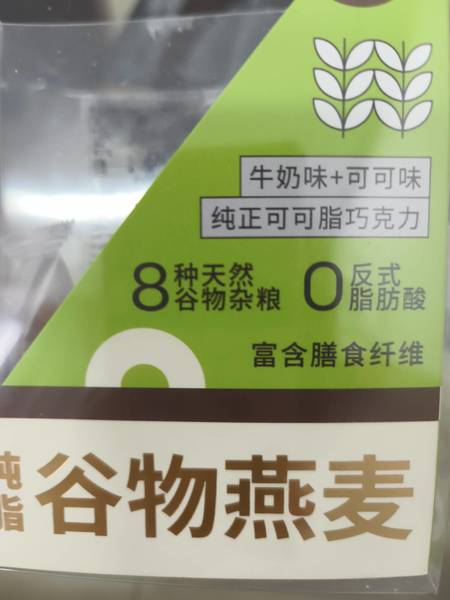 牛奶味+可可味
纯正可可脂巧克力
8种天然谷物杂粮 0反式脂肪酸
富含膳食纤维
纯脂
谷物燕麦